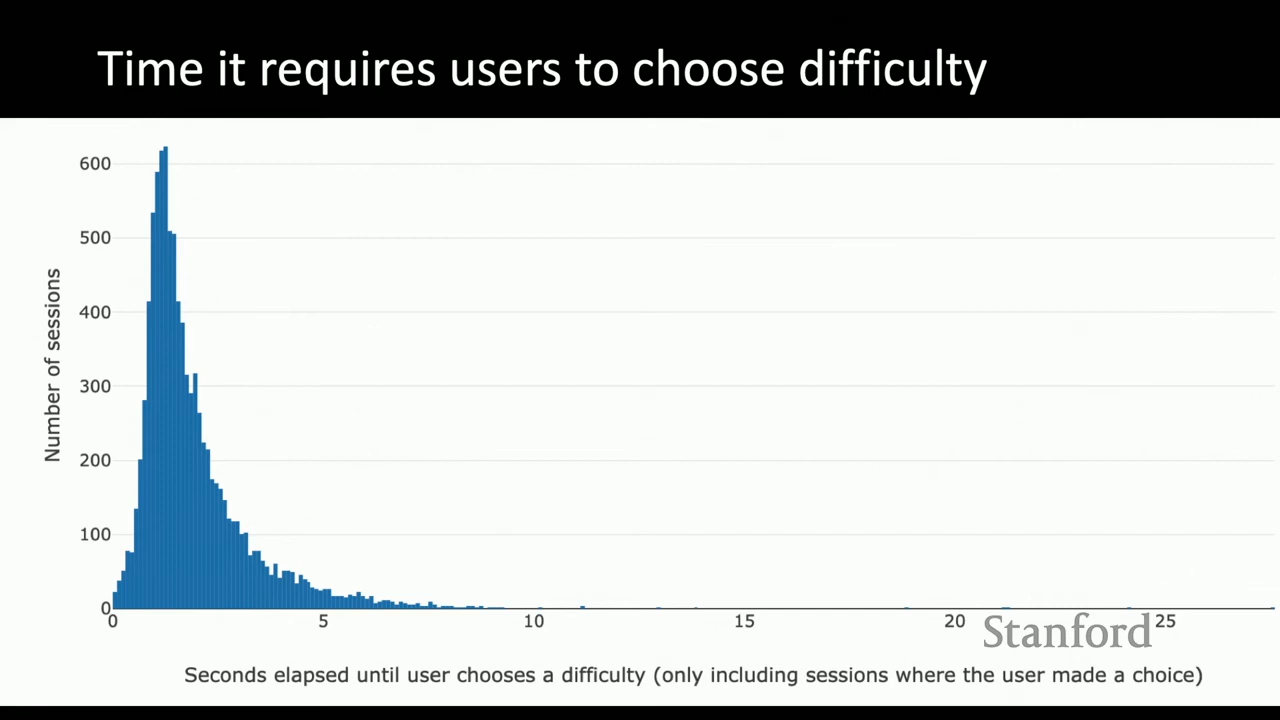 Time it requires users to choose difficulty
600
500
400
300
200
100
0
Number of sessions
0 5 10 15 20 25
Stanford
Seconds elapsed until user chooses a difficulty (only including sessions where the user made a choice)